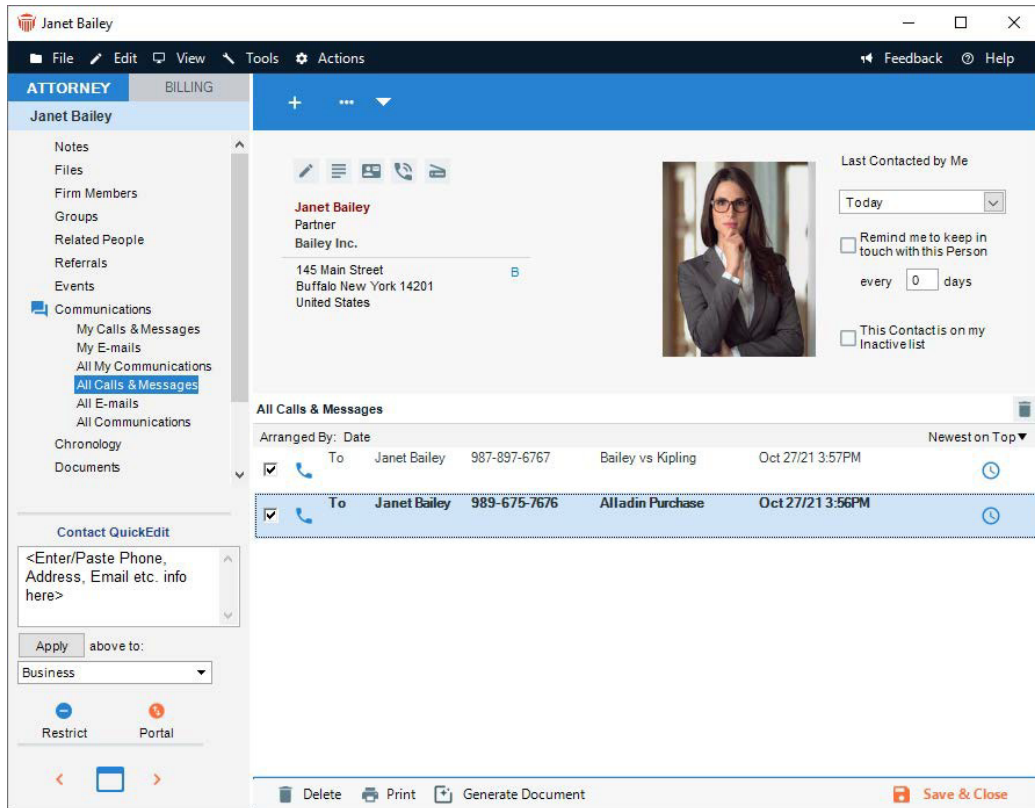 Janet Bailey
File Edit View Tools Actions Feedback Help
ATTORNEY BILLING
Janet Bailey
Notes
Files
Firm Members
Groups
Related People
Referrals
Events
Communications
My Calls & Messages
My E-mails
All My Communications
All Calls & Messages
All E-mails
All Communications
Chronology
Documents
Contact QuickEdit
<Enter/Paste Phone,
Address, Email etc. info
here>
Apply above to:
Business
Restrict Portal
Janet Bailey
Partner
Bailey Inc.
145 Main Street B
Buffalo New York 14201
United States
Last Contacted by Me
Today
Remind me to keep in
touch with this Person
every 0 days
This Contact is on my
Inactive list
All Calls & Messages
Arranged By: Date Newest on Top
To Janet Bailey 987-897-6767 Bailey vs Kipling Oct 27/21 3:57PM
To Janet Bailey 989-675-7676 Alladin Purchase Oct 27/21 3:56PM
Delete Print Generate Document Save & Close